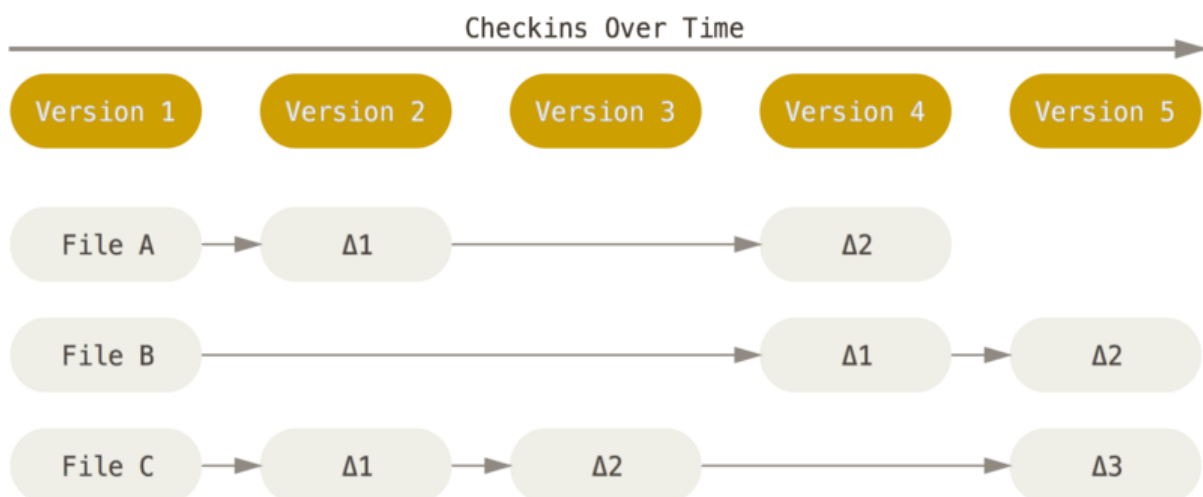 Checkins Over Time
Version 1 Version 2 Version 3 Version 4 Version 5
File A Δ1 Δ2
File B Δ1 Δ2
File C Δ1 Δ2 Δ3